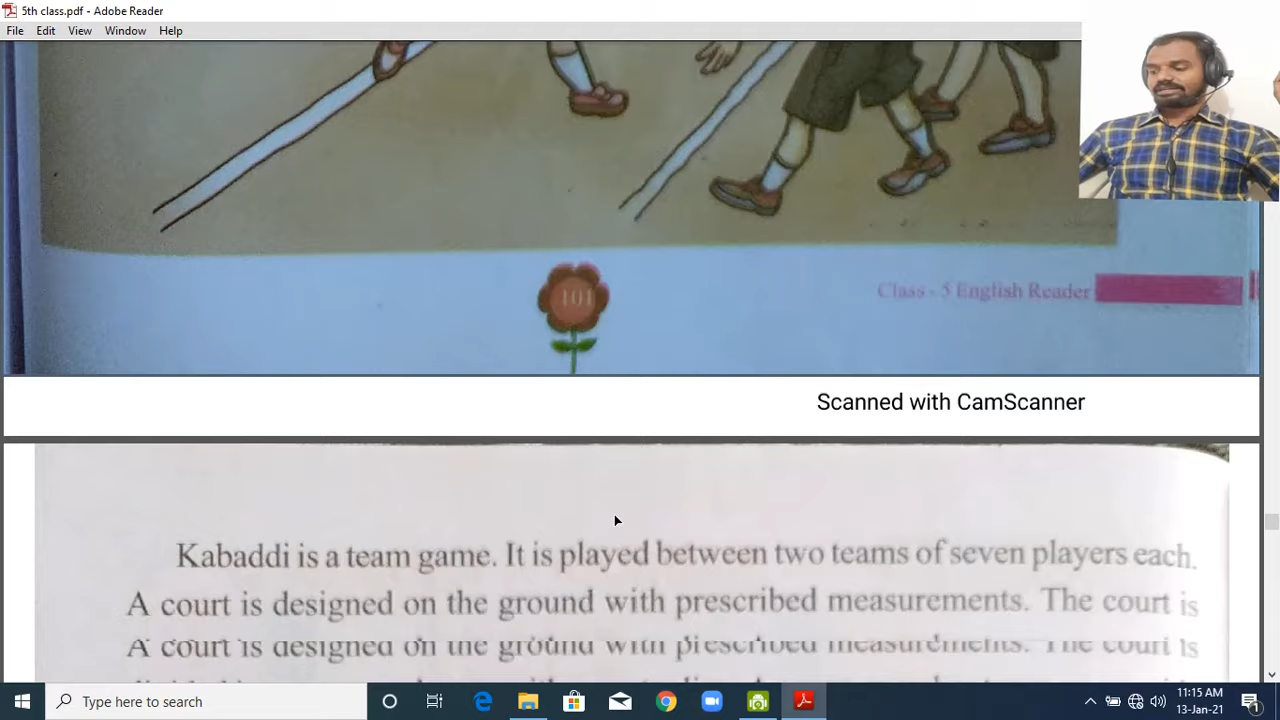 5th class.pdf - Adobe Reader
File Edit View Window Help
101
Class - 5 English Reader
Scanned with CamScanner
Kabaddi is a team game. It is played between two teams of seven players each.
A court is designed on the ground with prescribed measurements. The court is
A court is designed on the ground with prescribed measurements. The court is
Type here to search
11:15 AM
13-Jan-21
1